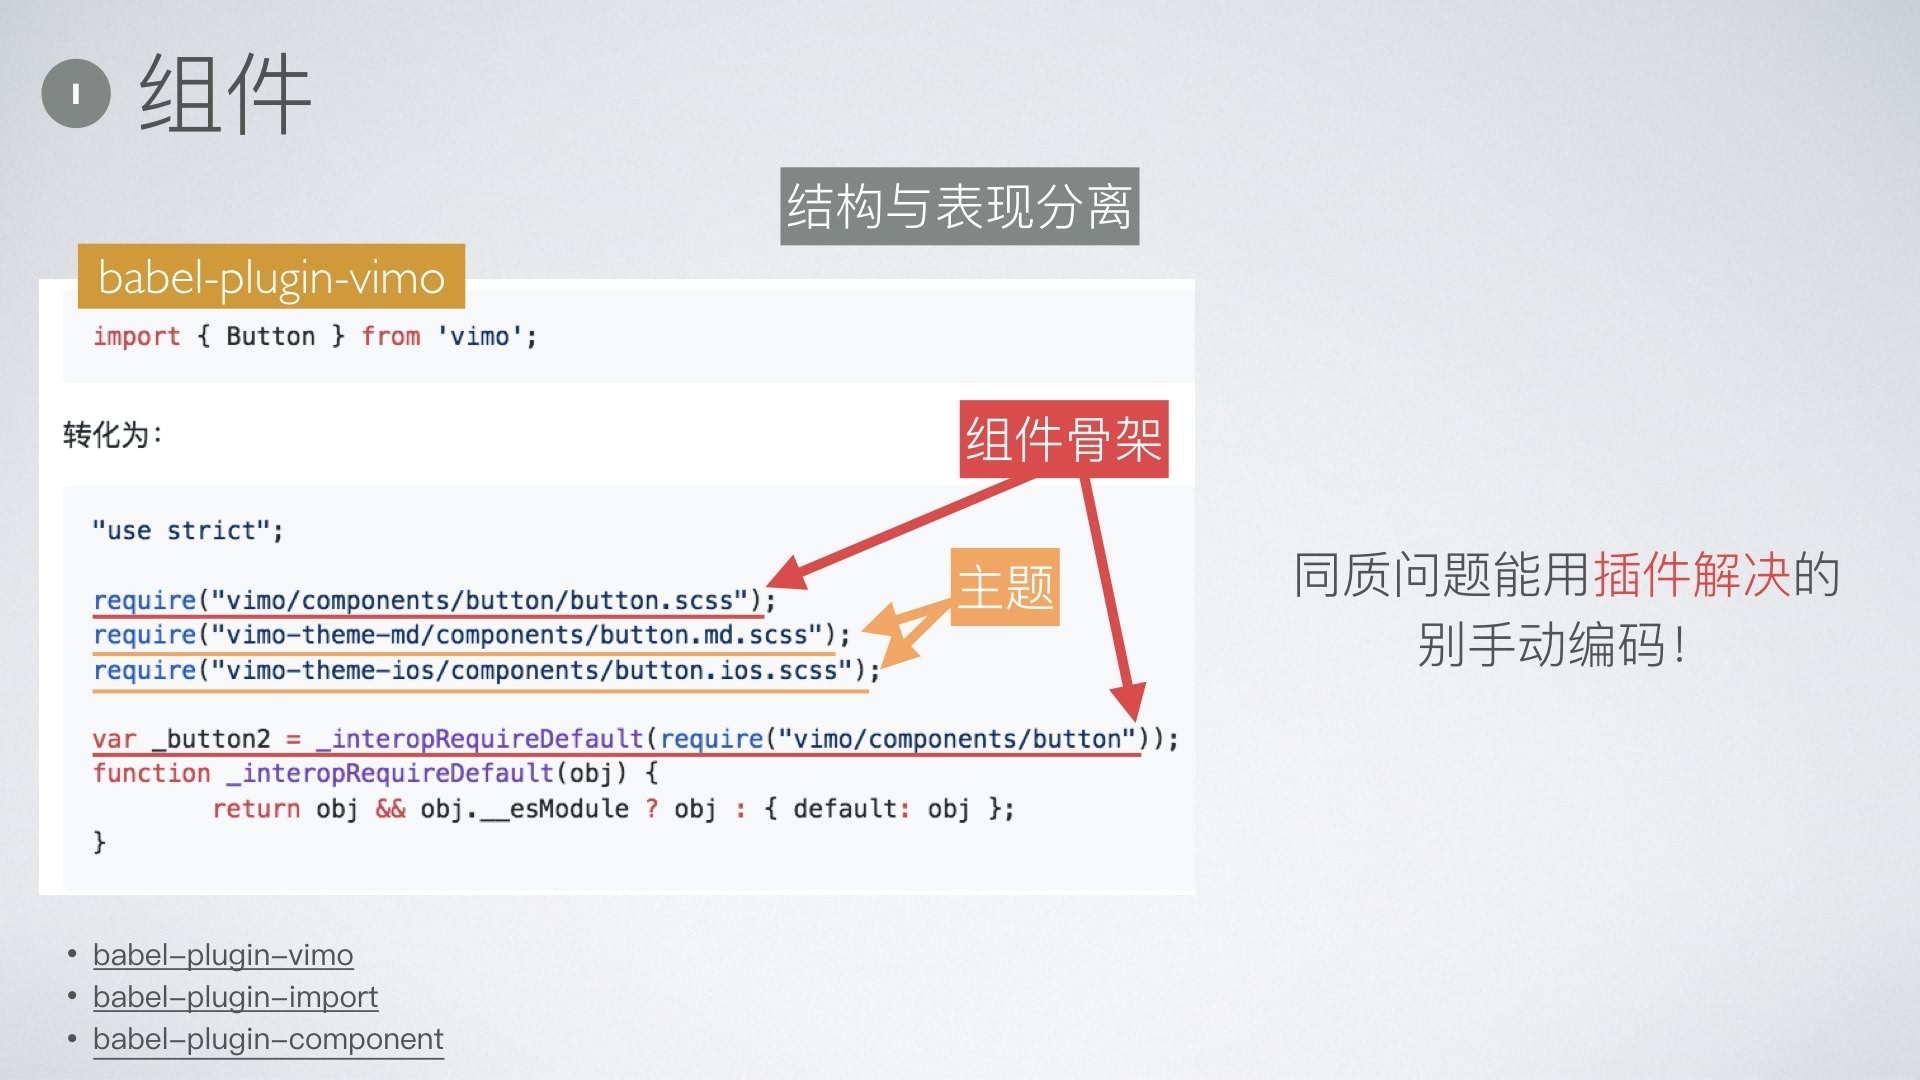 I 组件
结构与表现分离
babel-plugin-vimo
import { Button } from 'vimo';
转化为：
组件骨架
"use strict";
主题
require("vimo/components/button/button.scss");
require("vimo-theme-md/components/button.md.scss");
require("vimo-theme-ios/components/button.ios.scss");
var _button2 = _interopRequireDefault(require("vimo/components/button"));
function _interopRequireDefault(obj) {
return obj && obj.__esModule ? obj : { default: obj };
}
同质问题能用插件解决的
别手动编码！
• babel-plugin-vimo
• babel-plugin-import
• babel-plugin-component